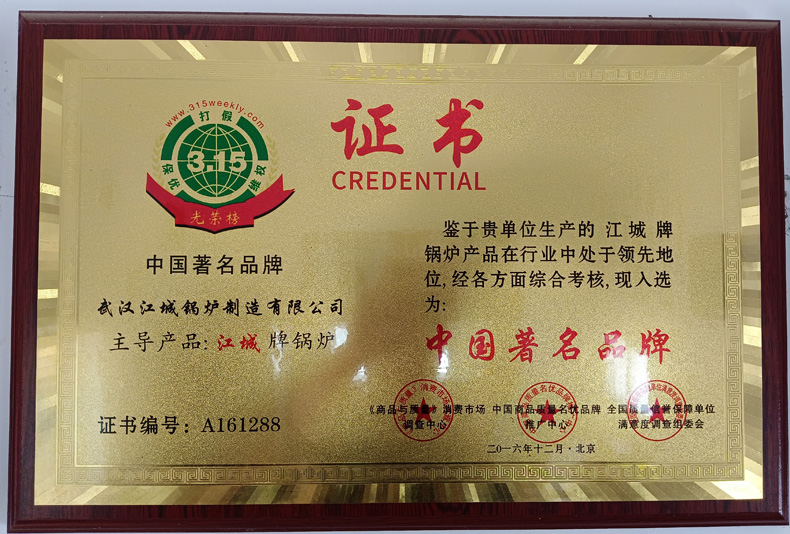 www.315weekly.com
打假
保优
3.15
维权
光荣榜
中国著名品牌
武汉江城锅炉制造有限公司
主导产品:江城牌锅炉
证书编号:A161288
证书
CREDENTIAL
鉴于贵单位生产的 江城 牌
锅炉产品在行业中处于领先地
位,经各方面综合考核,现入选
为:
中国著名品牌
《商品与质量》消费市场 中国商品质量名优品牌 全国质量信誉保障单位
调查中心 推广中心 满意度调查组委会
二0一六年十二月·北京